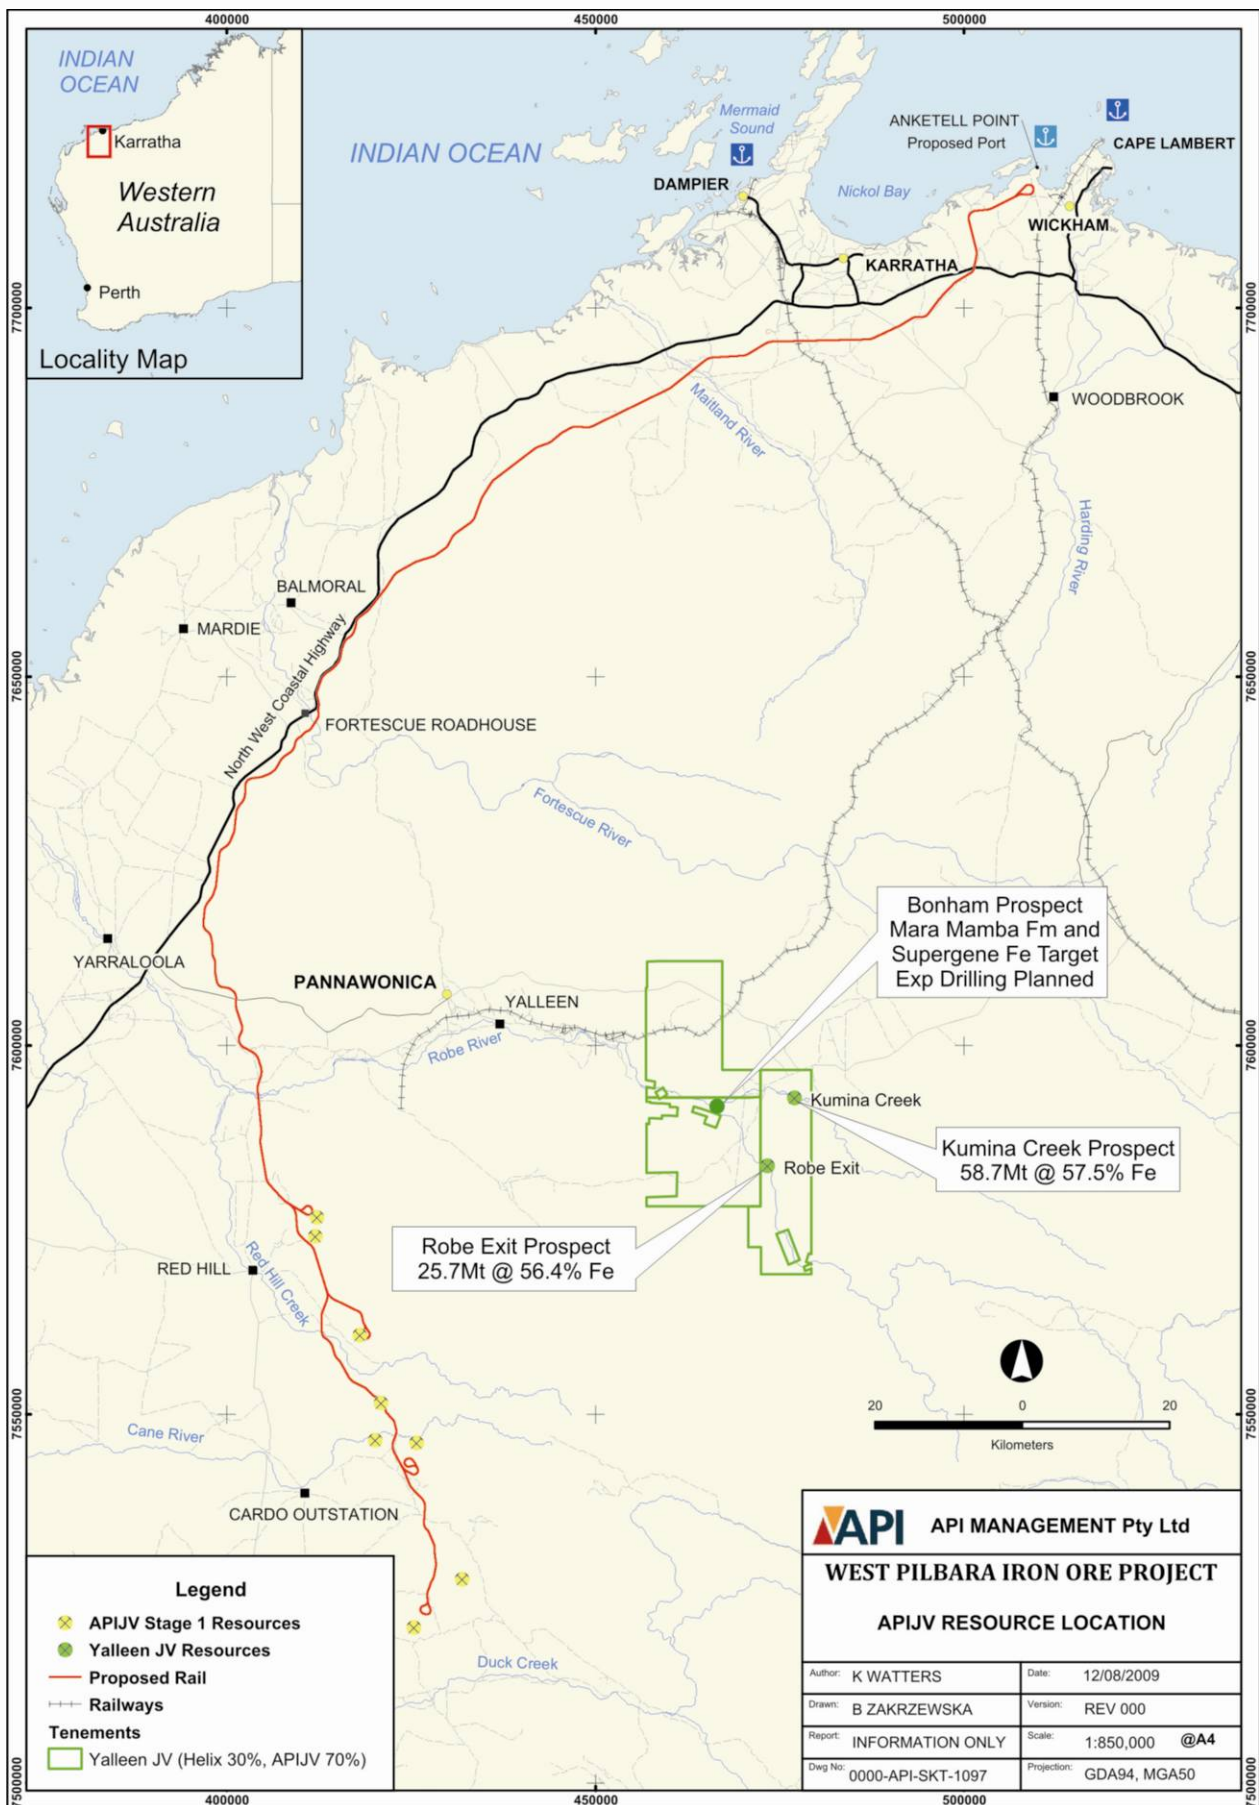 400000
450000
500000
INDIAN
OCEAN
Karratha
Western
Australia
Perth
Locality Map
INDIAN OCEAN
Mermaid
Sound
DAMPIER
Nickol Bay
ANKETELL POINT
Proposed Port
CAPE LAMBERT
WICKHAM
KARRATHA
7700000
7700000
Maitland River
WOODBROOK
Harding River
BALMORAL
MARDIE
North West Coastal Highway
7650000
7650000
FORTESCUE ROADHOUSE
Fortescue River
Bonham Prospect
Mara Mamba Fm and
Supergene Fe Target
Exp Drilling Planned
YARRALOOLA
PANNAWONICA
YALLEEN
Robe River
7600000
7600000
Kumina Creek
Kumina Creek Prospect
58.7Mt @ 57.5% Fe
Robe Exit
Robe Exit Prospect
25.7Mt @ 56.4% Fe
RED HILL
Red Hill Creek
20
0
20
Kilometers
7550000
7550000
Cane River
CARDO OUTSTATION
Duck Creek
Legend
APIJV Stage 1 Resources
Yalleen JV Resources
Proposed Rail
Railways
Tenements
Yalleen JV (Helix 30%, APIJV 70%)
API API MANAGEMENT Pty Ltd
WEST PILBARA IRON ORE PROJECT
APIJV RESOURCE LOCATION
Author: K WATTERS
Date: 12/08/2009
Drawn: B ZAKRZEWSKA
Version: REV 000
Report: INFORMATION ONLY
Scale: 1:850,000 @A4
Dwg No: 0000-API-SKT-1097
Projection: GDA94, MGA50
7500000
7500000
400000
450000
500000